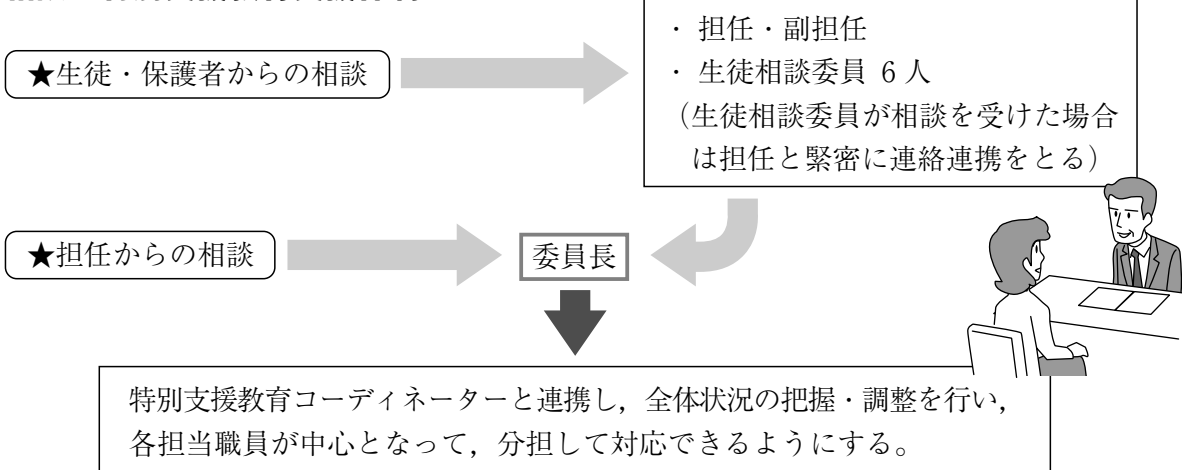 ・ 担任・副担任
★生徒・保護者からの相談
・ 生徒相談委員 6 人
（生徒相談委員が相談を受けた場合
は担任と緊密に連絡連携をとる）
★担任からの相談
委員長
特別支援教育コーディネーターと連携し，全体状況の把握・調整を行い，
各担当職員が中心となって，分担して対応できるようにする。